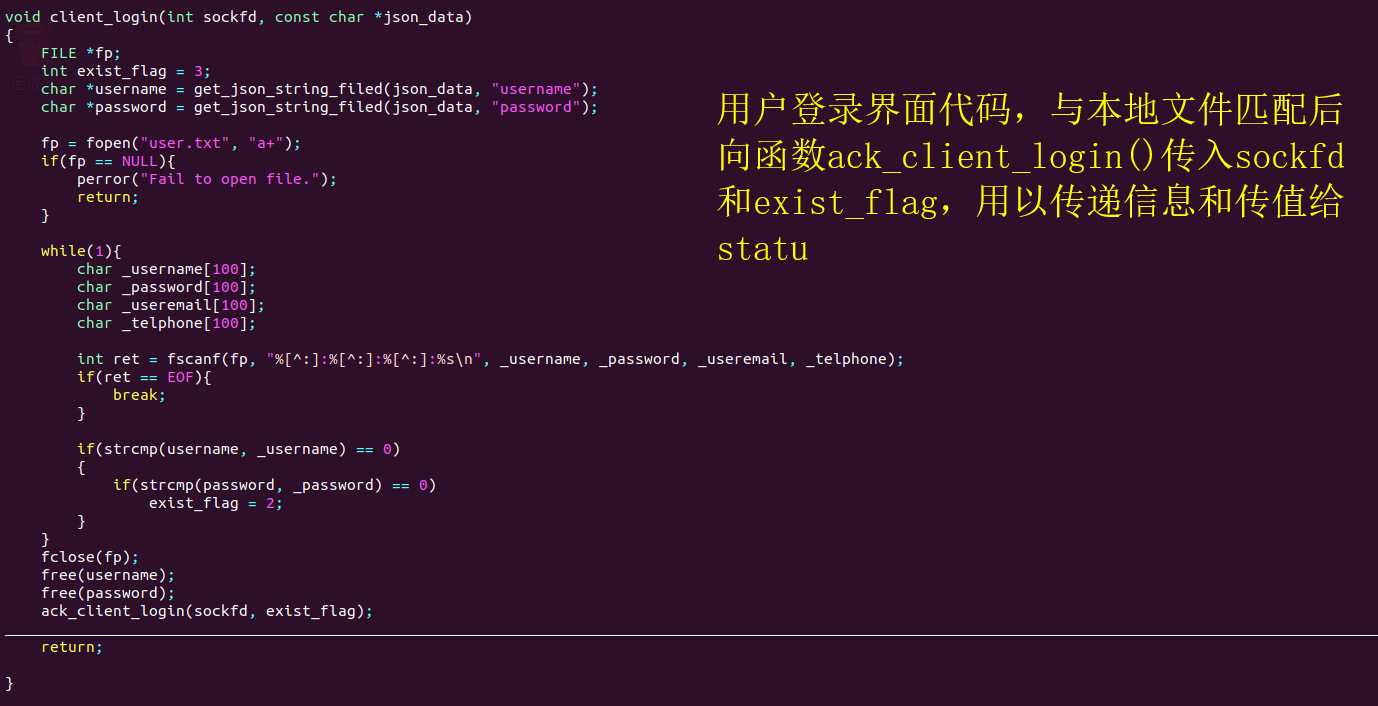 void client_login(int sockfd, const char *json_data)
{
    FILE *fp;
    int exist_flag = 3;
    char *username = get_json_string_filed(json_data, "username");
    char *password = get_json_string_filed(json_data, "password");
    fp = fopen("user.txt", "a+");
    if(fp == NULL){
        perror("Fail to open file.");
        return;
    }
    while(1){
        char _username[100];
        char _password[100];
        char _useremail[100];
        char _telphone[100];
        int ret = fscanf(fp, "%[^:]:%[^:]:%[^:]:%s\n", _username, _password, _useremail, _telphone);
        if(ret == EOF){
            break;
        }
        if(strcmp(username, _username) == 0)
        {
            if(strcmp(password, _password) == 0)
                exist_flag = 2;
        }
    }
    fclose(fp);
    free(username);
    free(password);
    ack_client_login(sockfd, exist_flag);
    return;
}
用户登录界面代码，与本地文件匹配后
向函数ack_client_login()传入sockfd
和exist_flag，用以传递信息和传值给
statu